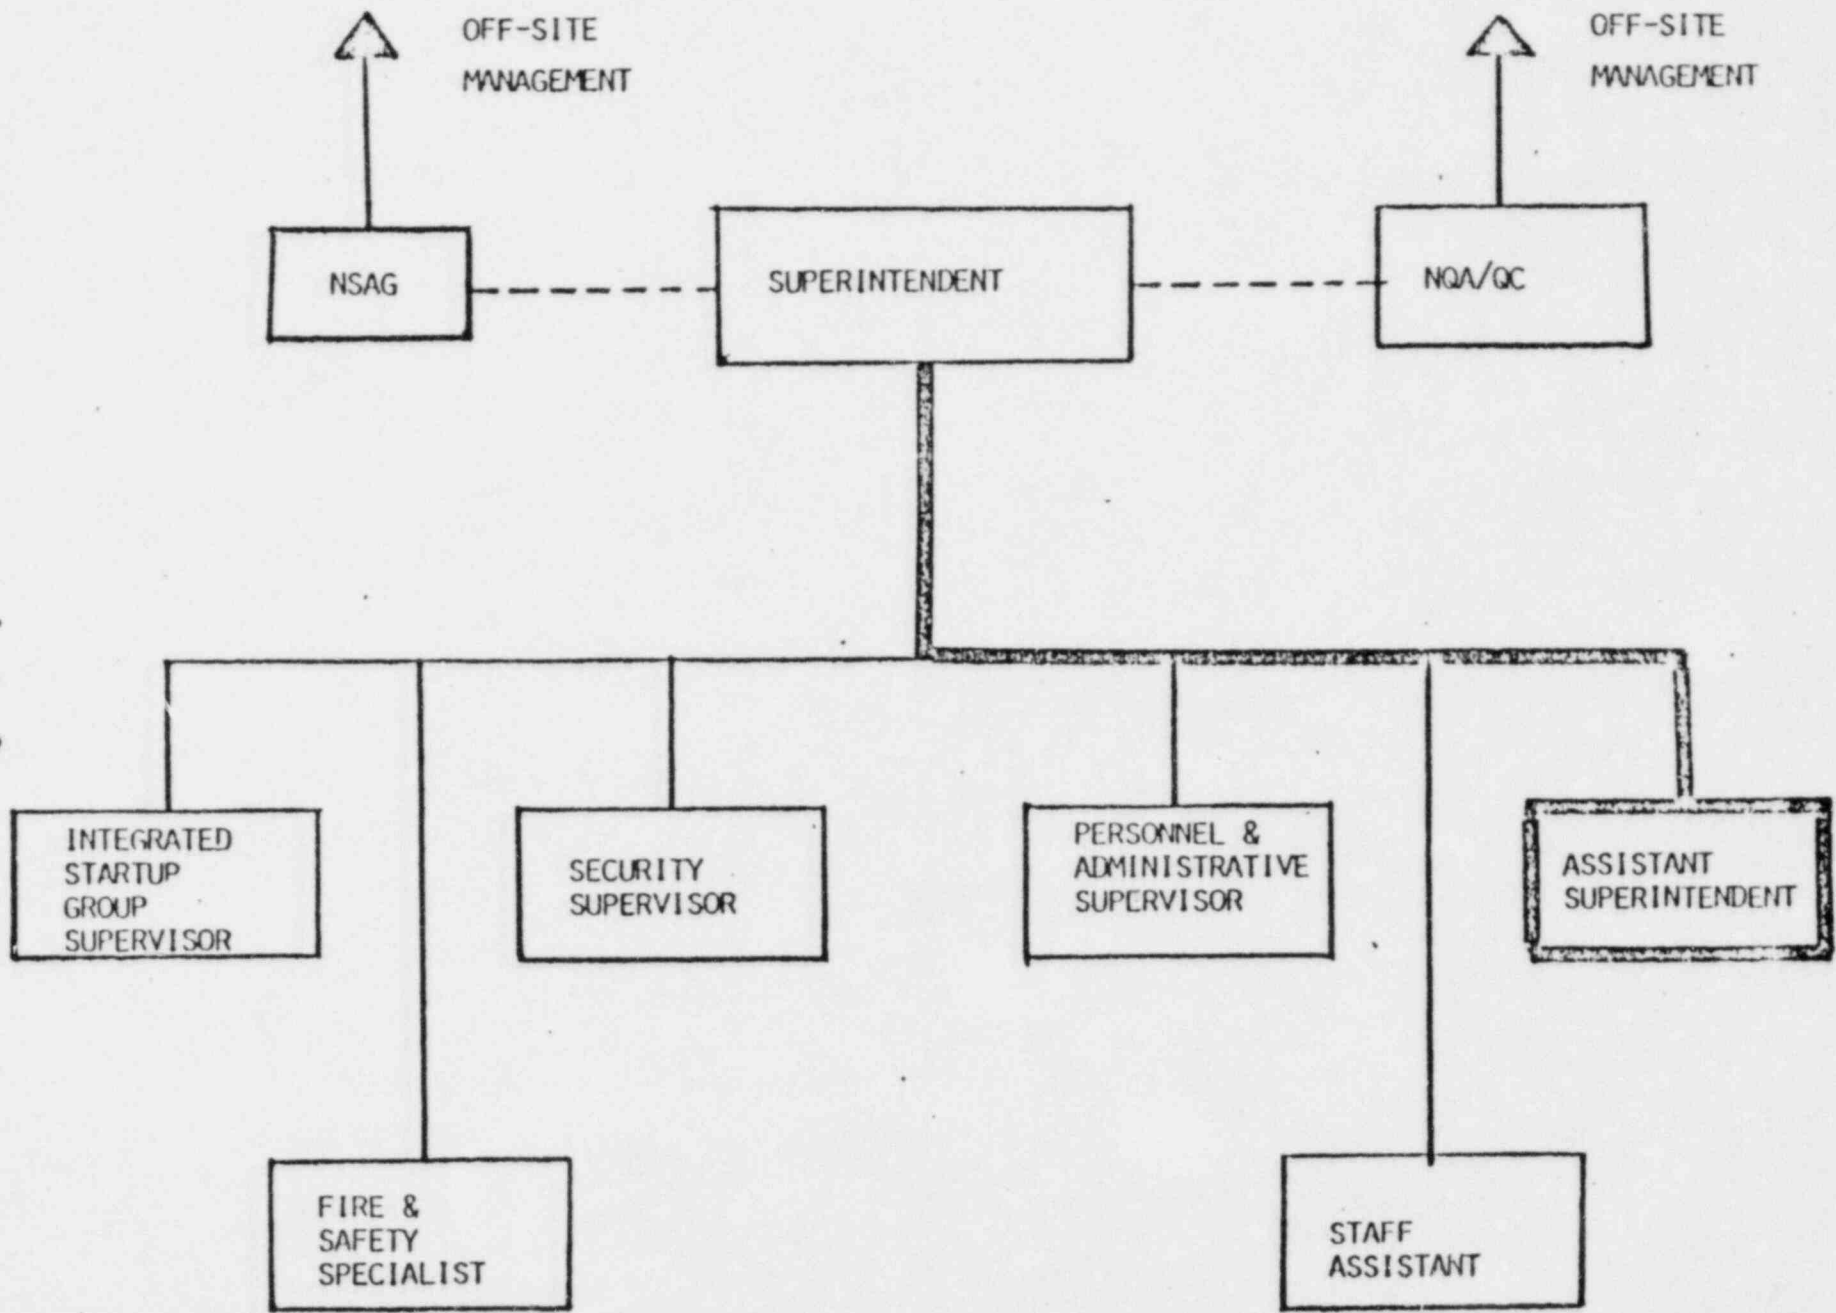 OFF-SITE
MANAGEMENT
OFF-SITE
MANAGEMENT
NSAG
SUPERINTENDENT
NQA/QC
INTEGRATED
STARTUP
GROUP
SUPERVISOR
SECURITY
SUPERVISOR
PERSONNEL &
ADMINISTRATIVE
SUPERVISOR
ASSISTANT
SUPERINTENDENT
FIRE &
SAFETY
SPECIALIST
STAFF
ASSISTANT